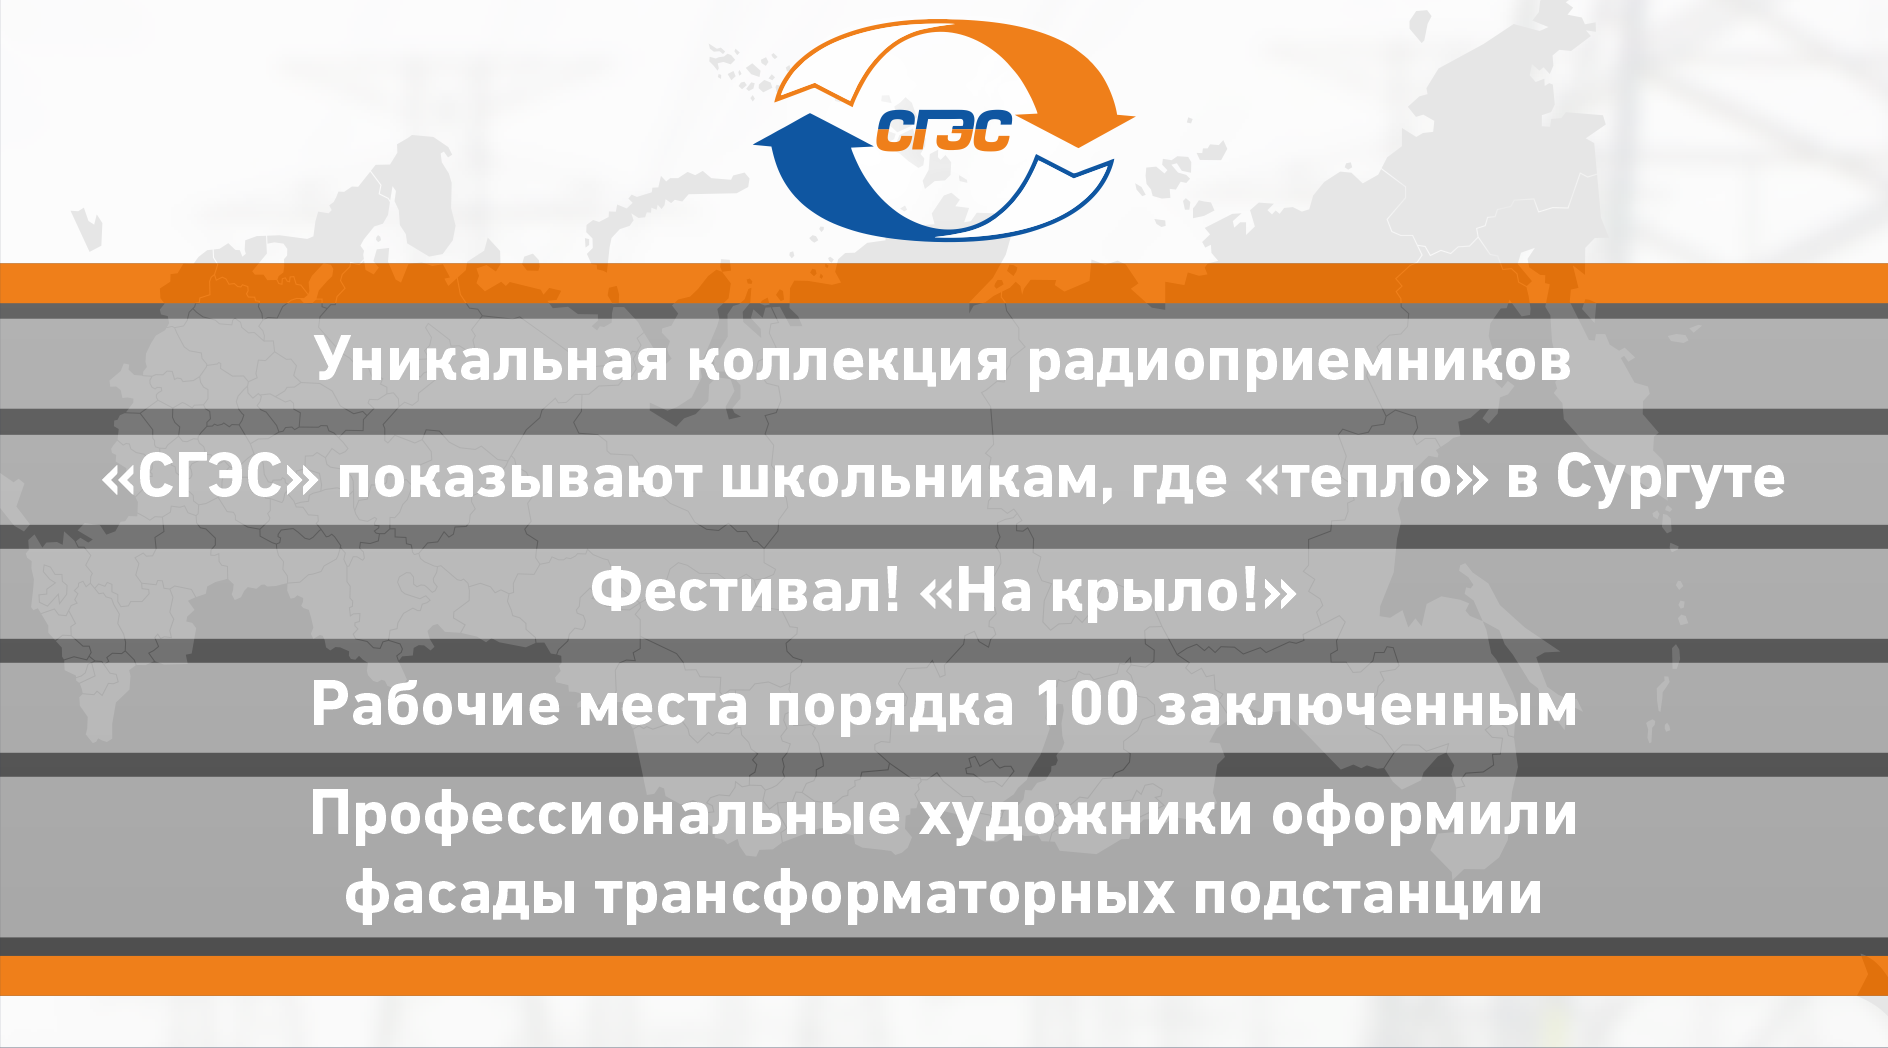 СГЭС
Уникальная коллекция радиоприемников
«СГЭС» показывают школьникам, где «тепло» в Сургуте
Фестивал! «На крыло!»
Рабочие места порядка 100 заключенным
Профессиональные художники оформили
фасады трансформаторных подстанции